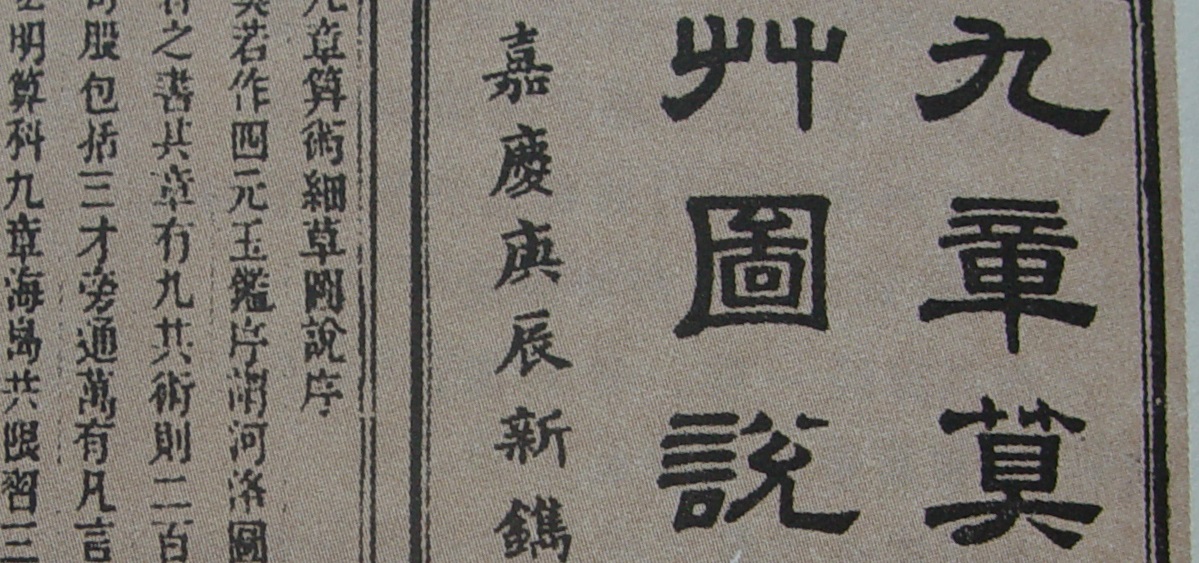 九章算
艸圖說
嘉慶庚辰新鐫
九章算術細草圖說序
莫若作四元玉鑑序謂河洛圖
之書其章有九其術則二百
股包括三才旁通萬有凡言
明算科九章海島共限習三